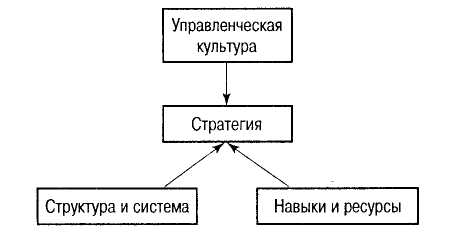 Управленческая
культура
Стратегия
Структура и система
Навыки и ресурсы